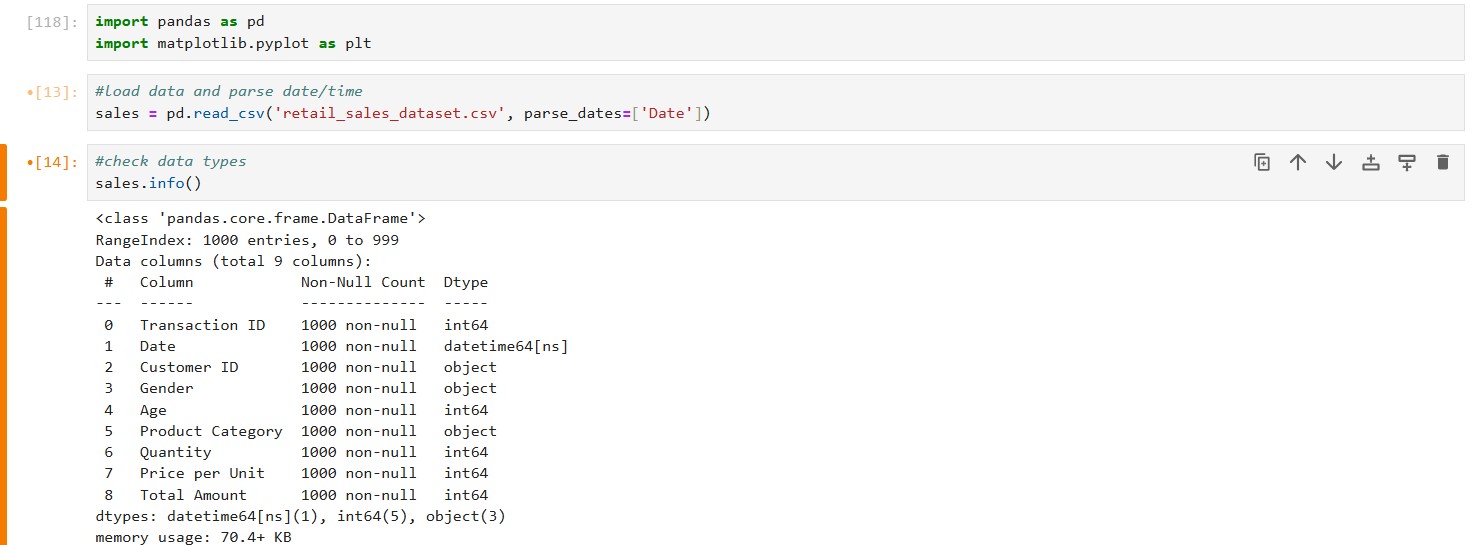 [118]: import pandas as pd
import matplotlib.pyplot as plt
•[13]: #load data and parse date/time
sales = pd.read_csv('retail_sales_dataset.csv', parse_dates=['Date'])
•[14]: #check data types
sales.info()
<class 'pandas.core.frame.DataFrame'>
RangeIndex: 1000 entries, 0 to 999
Data columns (total 9 columns):
 #   Column            Non-Null Count  Dtype
---  ------            --------------  -----
 0   Transaction ID    1000 non-null   int64
 1   Date              1000 non-null   datetime64[ns]
 2   Customer ID       1000 non-null   object
 3   Gender            1000 non-null   object
 4   Age               1000 non-null   int64
 5   Product Category  1000 non-null   object
 6   Quantity          1000 non-null   int64
 7   Price per Unit    1000 non-null   int64
 8   Total Amount      1000 non-null   int64
dtypes: datetime64[ns](1), int64(5), object(3)
memory usage: 70.4+ KB